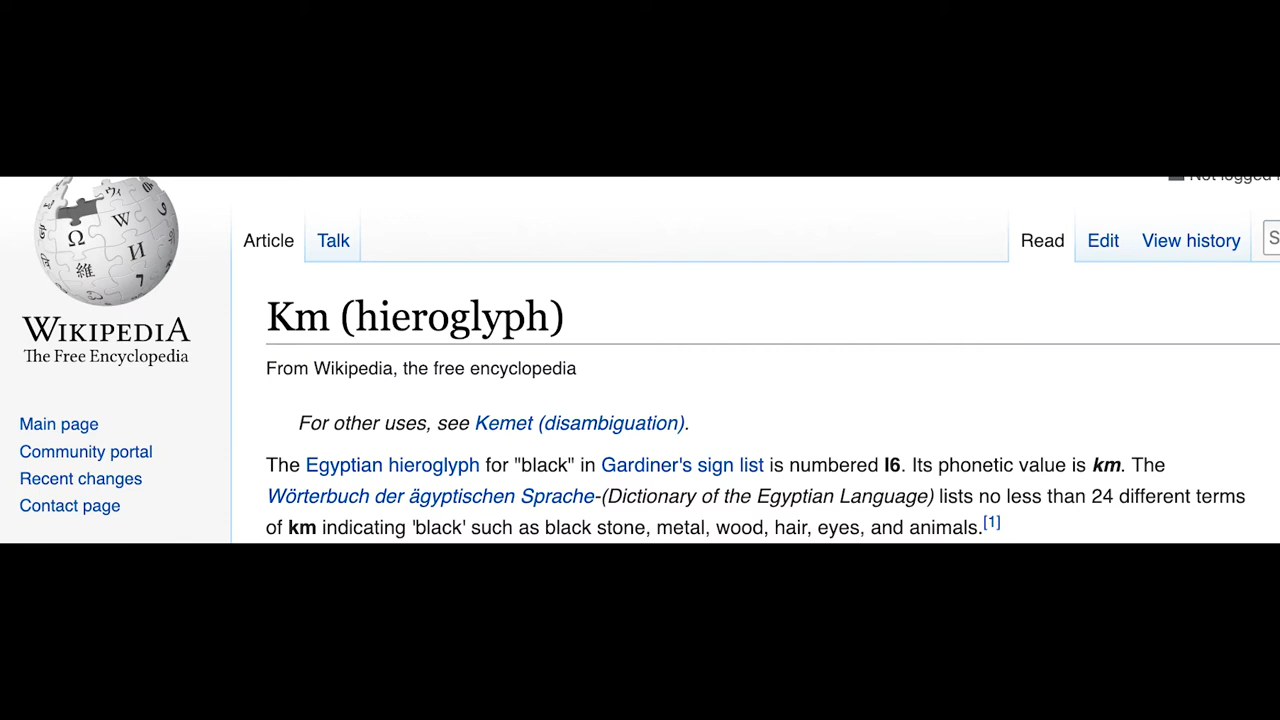 Not logged
Article Talk Read Edit View history S
WIKIPEDIA
The Free Encyclopedia
Km (hieroglyph)
From Wikipedia, the free encyclopedia
Main page
Community portal
Recent changes
Contact page
For other uses, see Kemet (disambiguation).
The Egyptian hieroglyph for "black" in Gardiner's sign list is numbered I6. Its phonetic value is km. The
Wörterbuch der ägyptischen Sprache-(Dictionary of the Egyptian Language) lists no less than 24 different terms
of km indicating 'black' such as black stone, metal, wood, hair, eyes, and animals.[1]